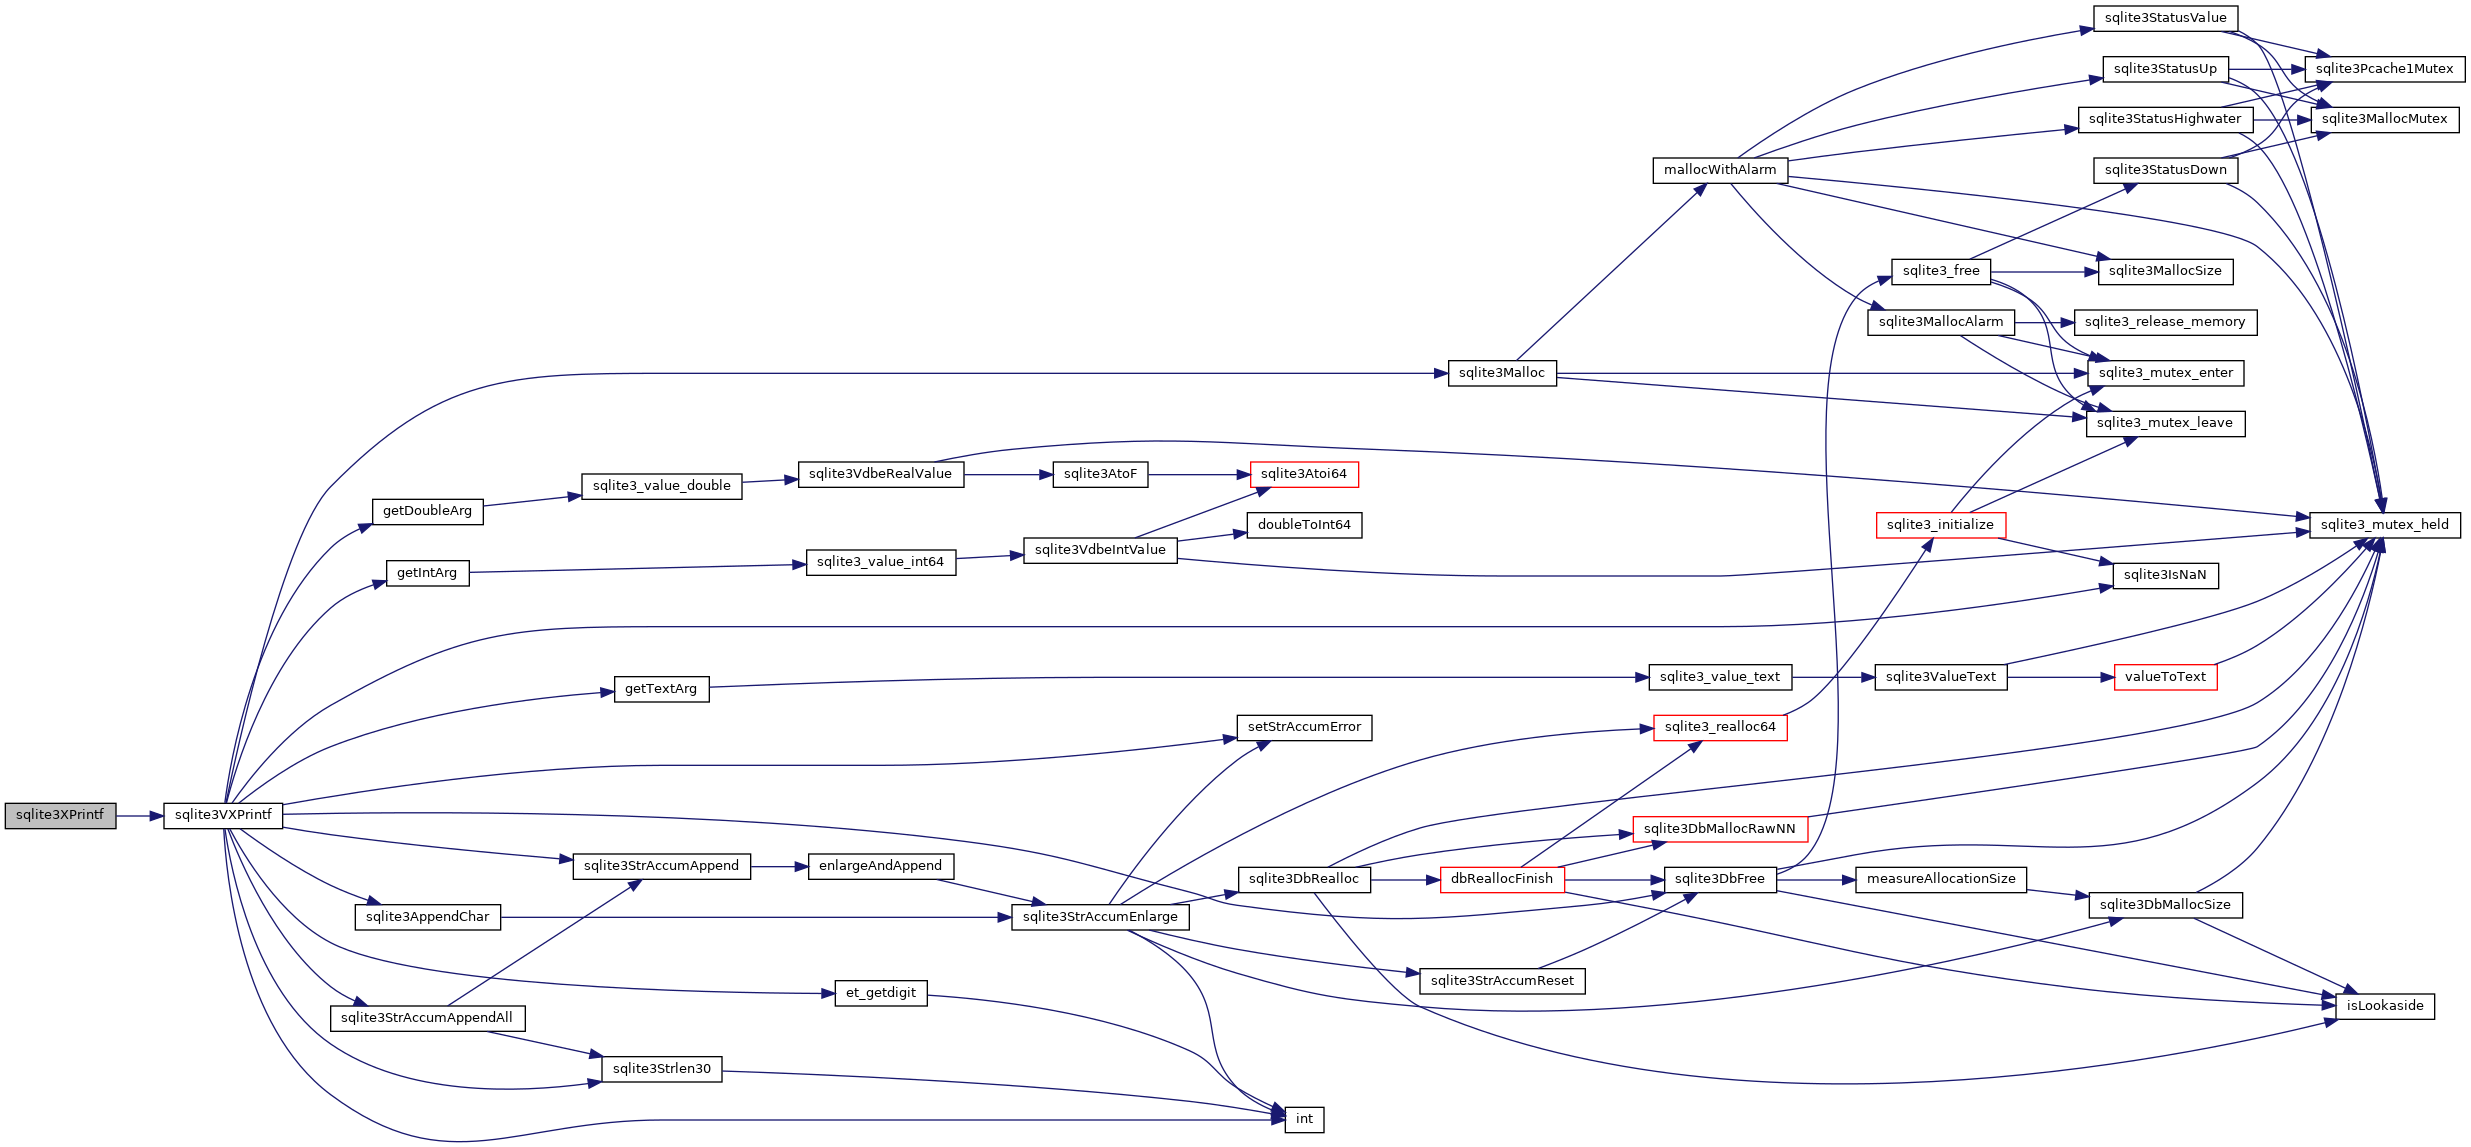 sqlite3StatusValue
sqlite3StatusUp
sqlite3Pcache1Mutex
sqlite3StatusHighwater
sqlite3MallocMutex
mallocWithAlarm
sqlite3StatusDown
sqlite3_free
sqlite3MallocSize
sqlite3MallocAlarm
sqlite3_release_memory
sqlite3Malloc
sqlite3_mutex_enter
sqlite3_mutex_leave
sqlite3VdbeRealValue
sqlite3AtoF
sqlite3Atoi64
sqlite3_value_double
getDoubleArg
doubleToInt64
sqlite3_initialize
sqlite3_mutex_held
sqlite3VdbeIntValue
sqlite3_value_int64
getIntArg
sqlite3IsNaN
sqlite3_value_text
sqlite3ValueText
valueToText
getTextArg
setStrAccumError
sqlite3_realloc64
sqlite3XPrintf
sqlite3VXPrintf
sqlite3DbMallocRawNN
sqlite3StrAccumAppend
enlargeAndAppend
sqlite3DbRealloc
dbReallocFinish
sqlite3DbFree
measureAllocationSize
sqlite3DbMallocSize
sqlite3AppendChar
sqlite3StrAccumEnlarge
sqlite3StrAccumReset
et_getdigit
isLookaside
sqlite3StrAccumAppendAll
sqlite3Strlen30
int